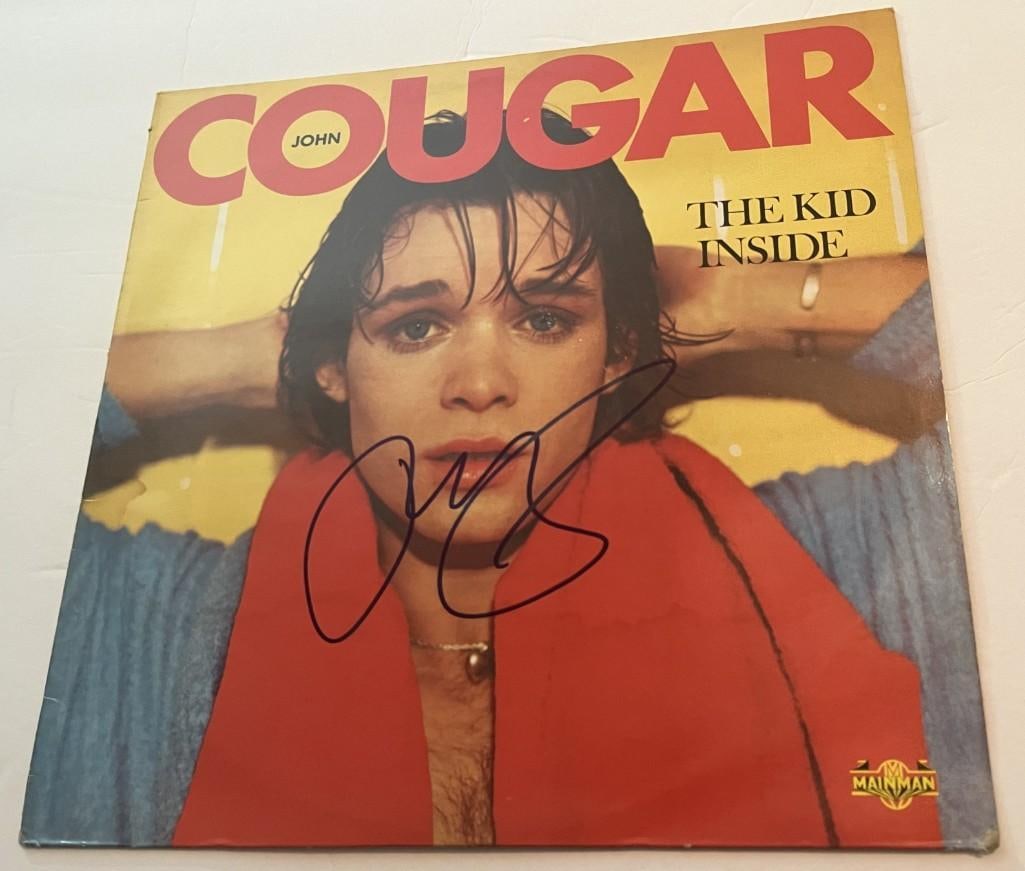 COUGAR
JOHN
THE KID
INSIDE
MAINMAN